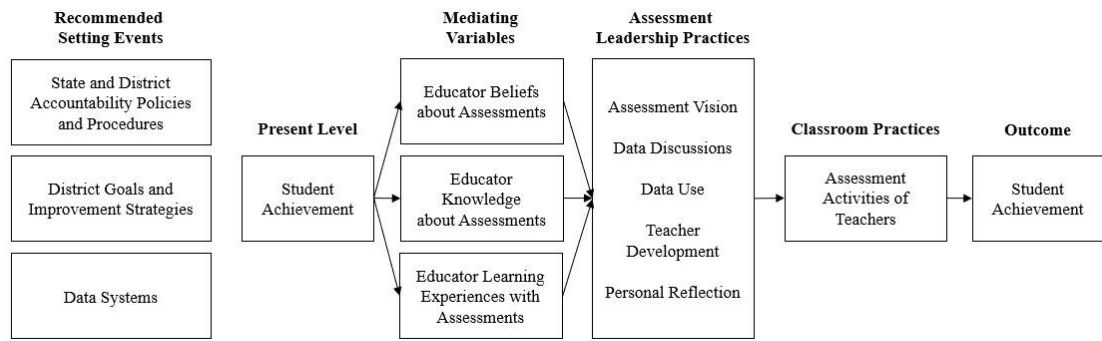 Recommended
Setting Events
State and District
Accountability Policies
and Procedures
District Goals and
Improvement Strategies
Data Systems
Present Level
Student
Achievement
Mediating
Variables
Educator Beliefs
about Assessments
Educator
Knowledge
about Assessments
Educator Learning
Experiences with
Assessments
Assessment
Leadership Practices
Assessment Vision
Data Discussions
Data Use
Teacher
Development
Personal Reflection
Classroom Practices
Assessment
Activities of
Teachers
Outcome
Student
Achievement